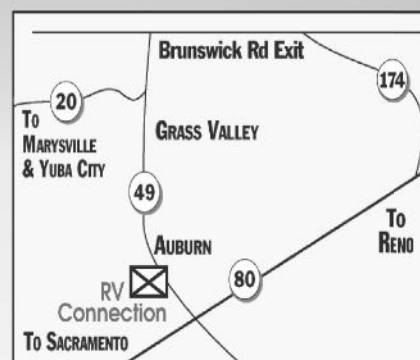 Brunswick Rd Exit
174
20
To
Marysville
& Yuba City
Grass Valley
49
To
Reno
Auburn
80
RV
Connection
To Sacramento